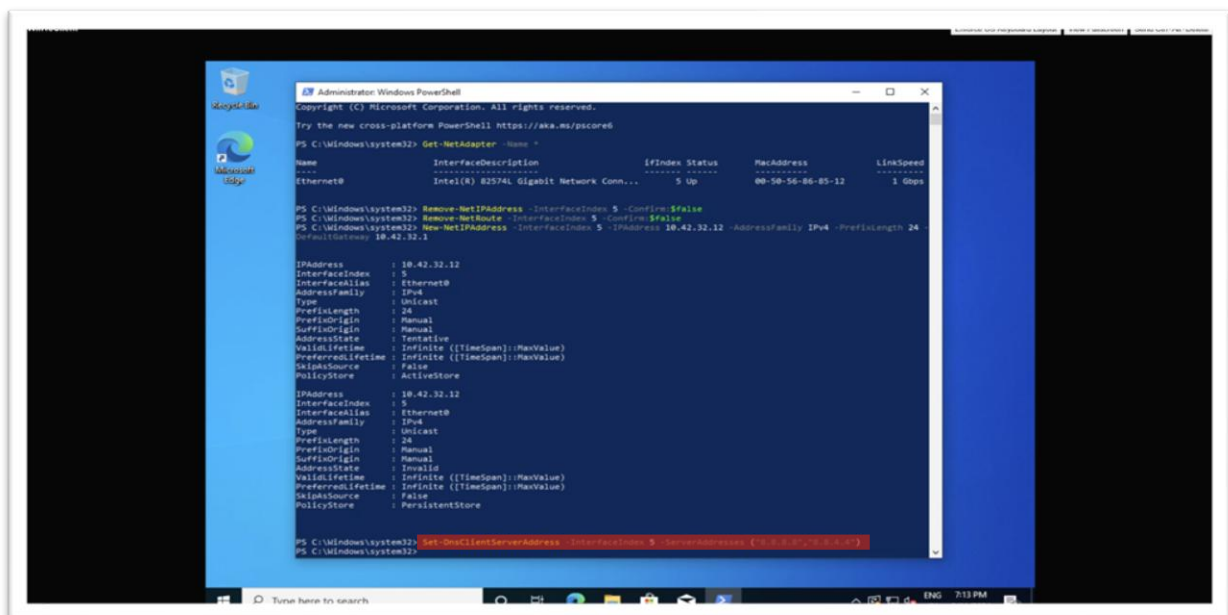 Recycle Bin
Microsoft
Edge
Administrator: Windows PowerShell
Copyright (C) Microsoft Corporation. All rights reserved.
Try the new cross-platform PowerShell https://aka.ms/pscore6
PS C:\Windows\system32> Get-NetAdapter -Name *
Name InterfaceDescription ifIndex Status MacAddress LinkSpeed
---- -------------------- ------- ------ ---------- ---------
Ethernet0 Intel(R) 82574L Gigabit Network Conn... 5 Up 00-50-56-86-85-12 1 Gbps
PS C:\Windows\system32> Remove-NetIPAddress -InterfaceIndex 5 -Confirm:$false
PS C:\Windows\system32> Remove-NetRoute -InterfaceIndex 5 -Confirm:$false
PS C:\Windows\system32> New-NetIPAddress -InterfaceIndex 5 -IPAddress 10.42.32.12 -AddressFamily IPv4 -PrefixLength 24 -
DefaultGateway 10.42.32.1
IPAddress : 10.42.32.12
InterfaceIndex : 5
InterfaceAlias : Ethernet0
AddressFamily : IPv4
Type : Unicast
PrefixLength : 24
PrefixOrigin : Manual
SuffixOrigin : Manual
AddressState : Tentative
ValidLifetime : Infinite ([TimeSpan]::MaxValue)
PreferredLifetime : Infinite ([TimeSpan]::MaxValue)
SkipAsSource : False
PolicyStore : ActiveStore
IPAddress : 10.42.32.12
InterfaceIndex : 5
InterfaceAlias : Ethernet0
AddressFamily : IPv4
Type : Unicast
PrefixLength : 24
PrefixOrigin : Manual
SuffixOrigin : Manual
AddressState : Invalid
ValidLifetime : Infinite ([TimeSpan]::MaxValue)
PreferredLifetime : Infinite ([TimeSpan]::MaxValue)
SkipAsSource : False
PolicyStore : PersistentStore
PS C:\Windows\system32> Set-DnsClientServerAddress -InterfaceIndex 5 -ServerAddresses ("8.8.8.8","8.8.4.4")
PS C:\Windows\system32>
Type here to search
ENG 7:13 PM